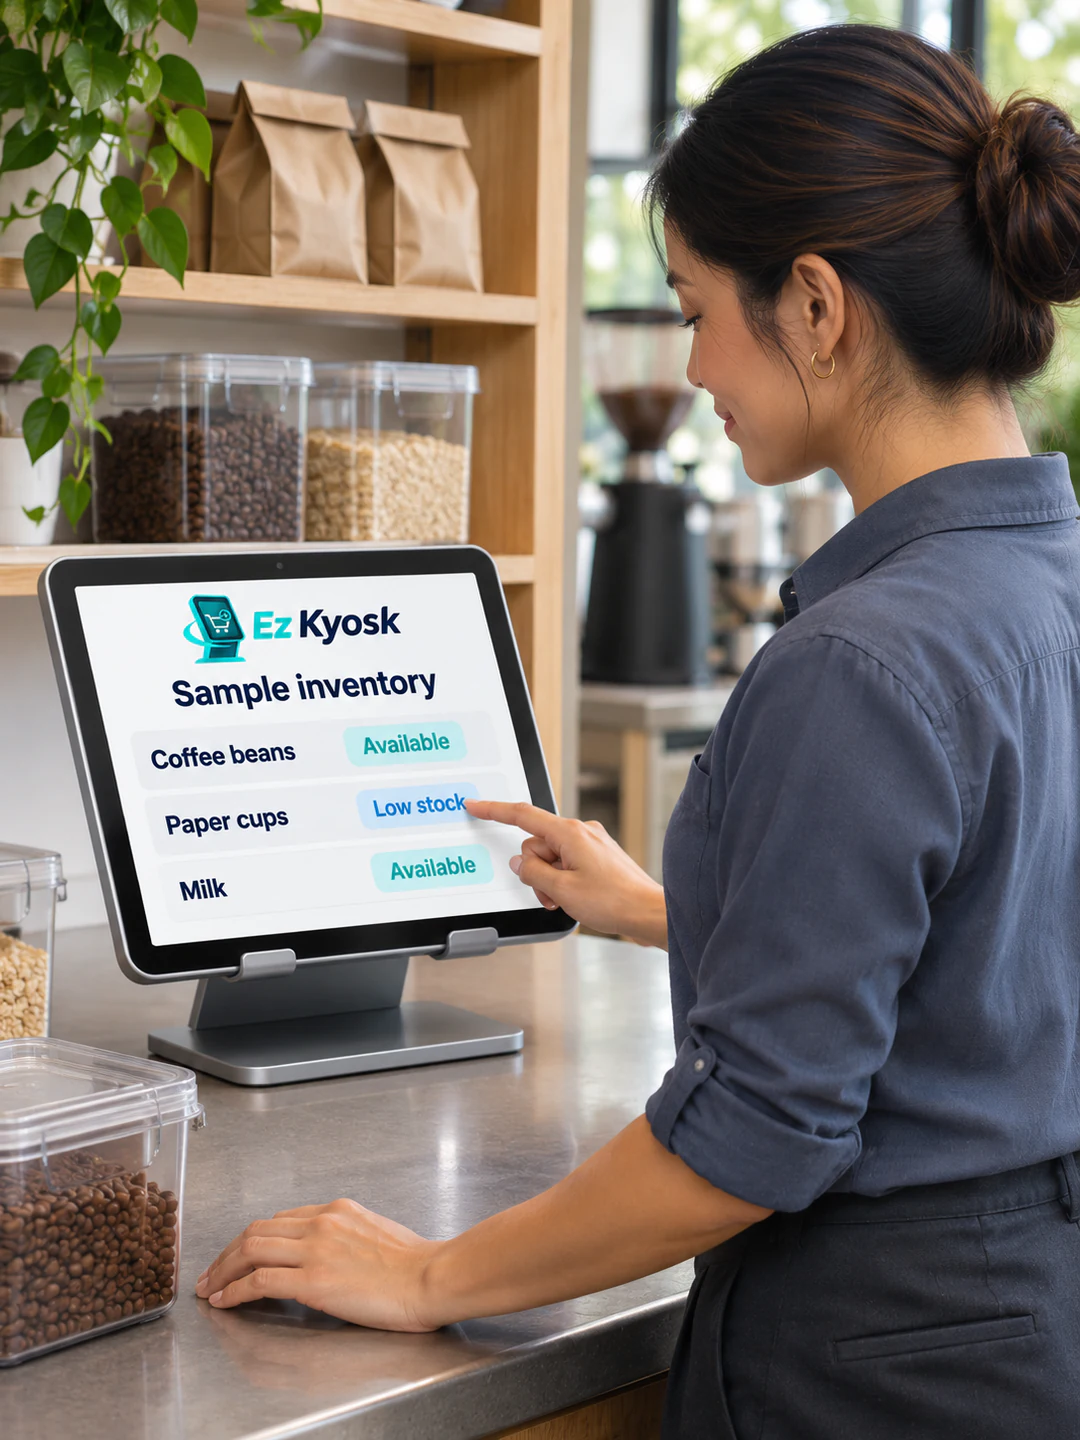 Ez Kyosk
Sample inventory
Coffee beans Available
Paper cups Low stock
Milk Available